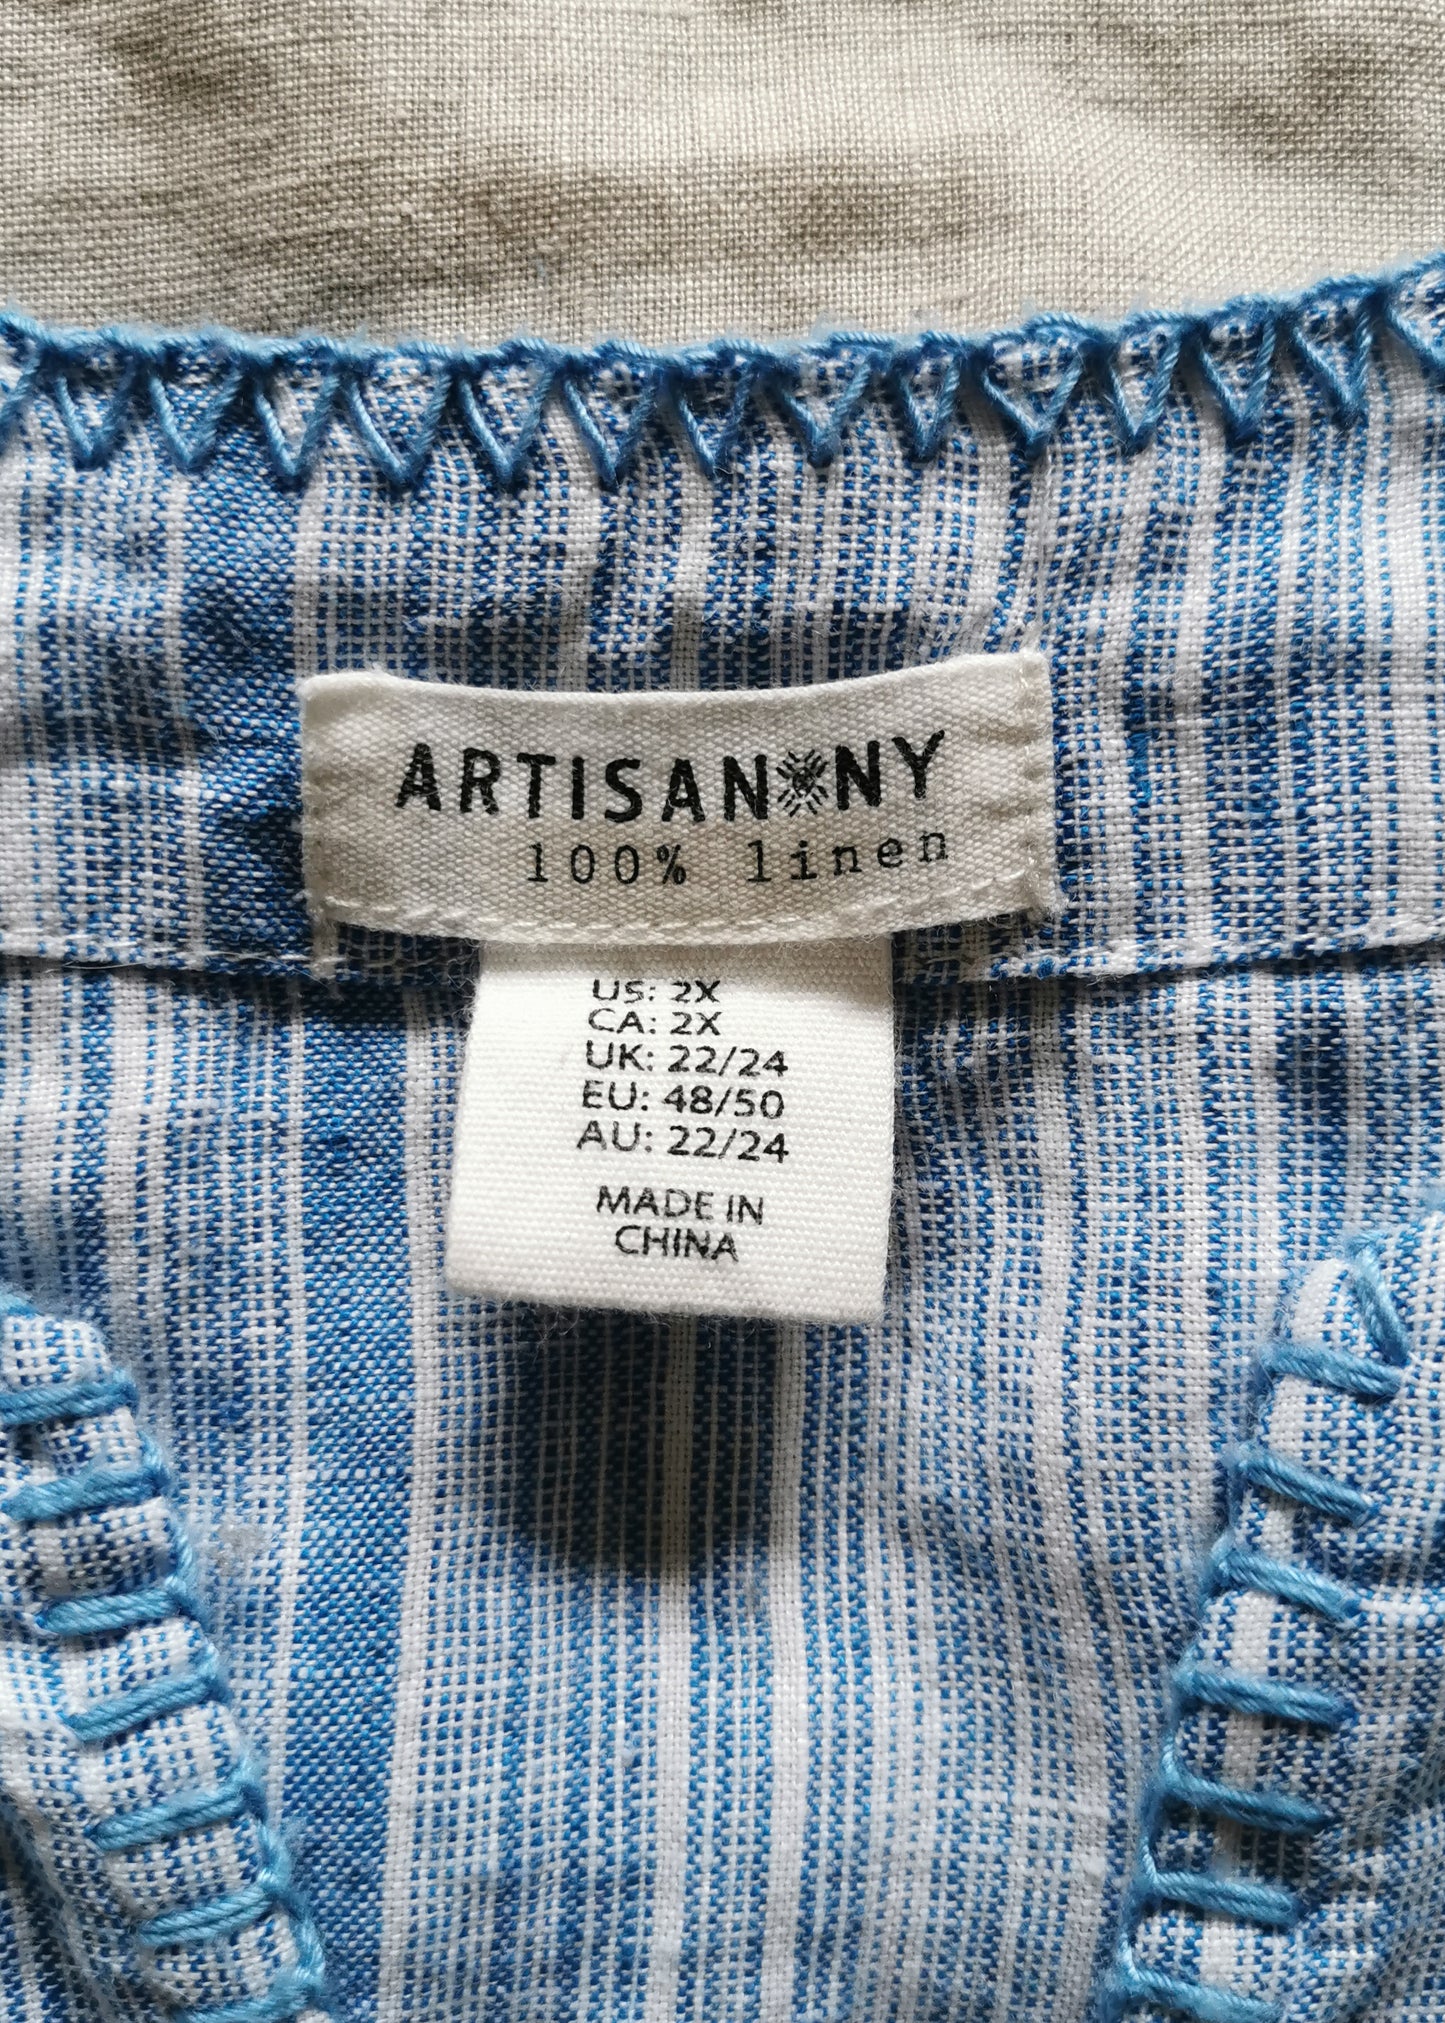 ARTISAN NY
100% linen
US: 2X
CA: 2X
UK: 22/24
EU: 48/50
AU: 22/24
MADE IN
CHINA